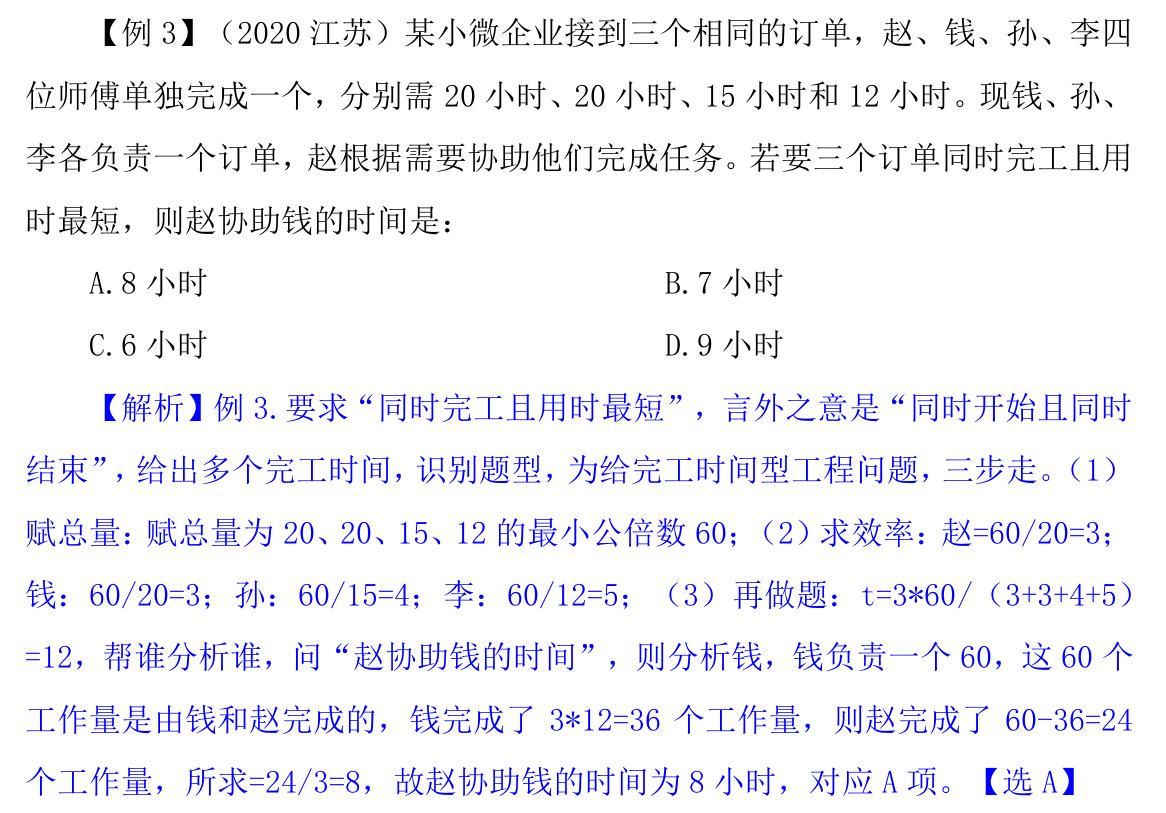 【例 3】（2020 江苏）某小微企业接到三个相同的订单，赵、钱、孙、李四
位师傅单独完成一个，分别需 20 小时、20 小时、15 小时和 12 小时。现钱、孙、
李各负责一个订单，赵根据需要协助他们完成任务。若要三个订单同时完工且用
时最短，则赵协助钱的时间是：
A.8 小时 B.7 小时
C.6 小时 D.9 小时
【解析】例 3.要求“同时完工且用时最短”，言外之意是“同时开始且同时
结束”，给出多个完工时间，识别题型，为给完工时间型工程问题，三步走。（1）
赋总量：赋总量为 20、20、15、12 的最小公倍数 60；（2）求效率：赵=60/20=3；
钱：60/20=3；孙：60/15=4；李：60/12=5；（3）再做题：t=3*60/（3+3+4+5）
=12，帮谁分析谁，问“赵协助钱的时间”，则分析钱，钱负责一个 60，这 60 个
工作量是由钱和赵完成的，钱完成了 3*12=36 个工作量，则赵完成了 60-36=24
个工作量，所求=24/3=8，故赵协助钱的时间为 8 小时，对应 A 项。【选 A】